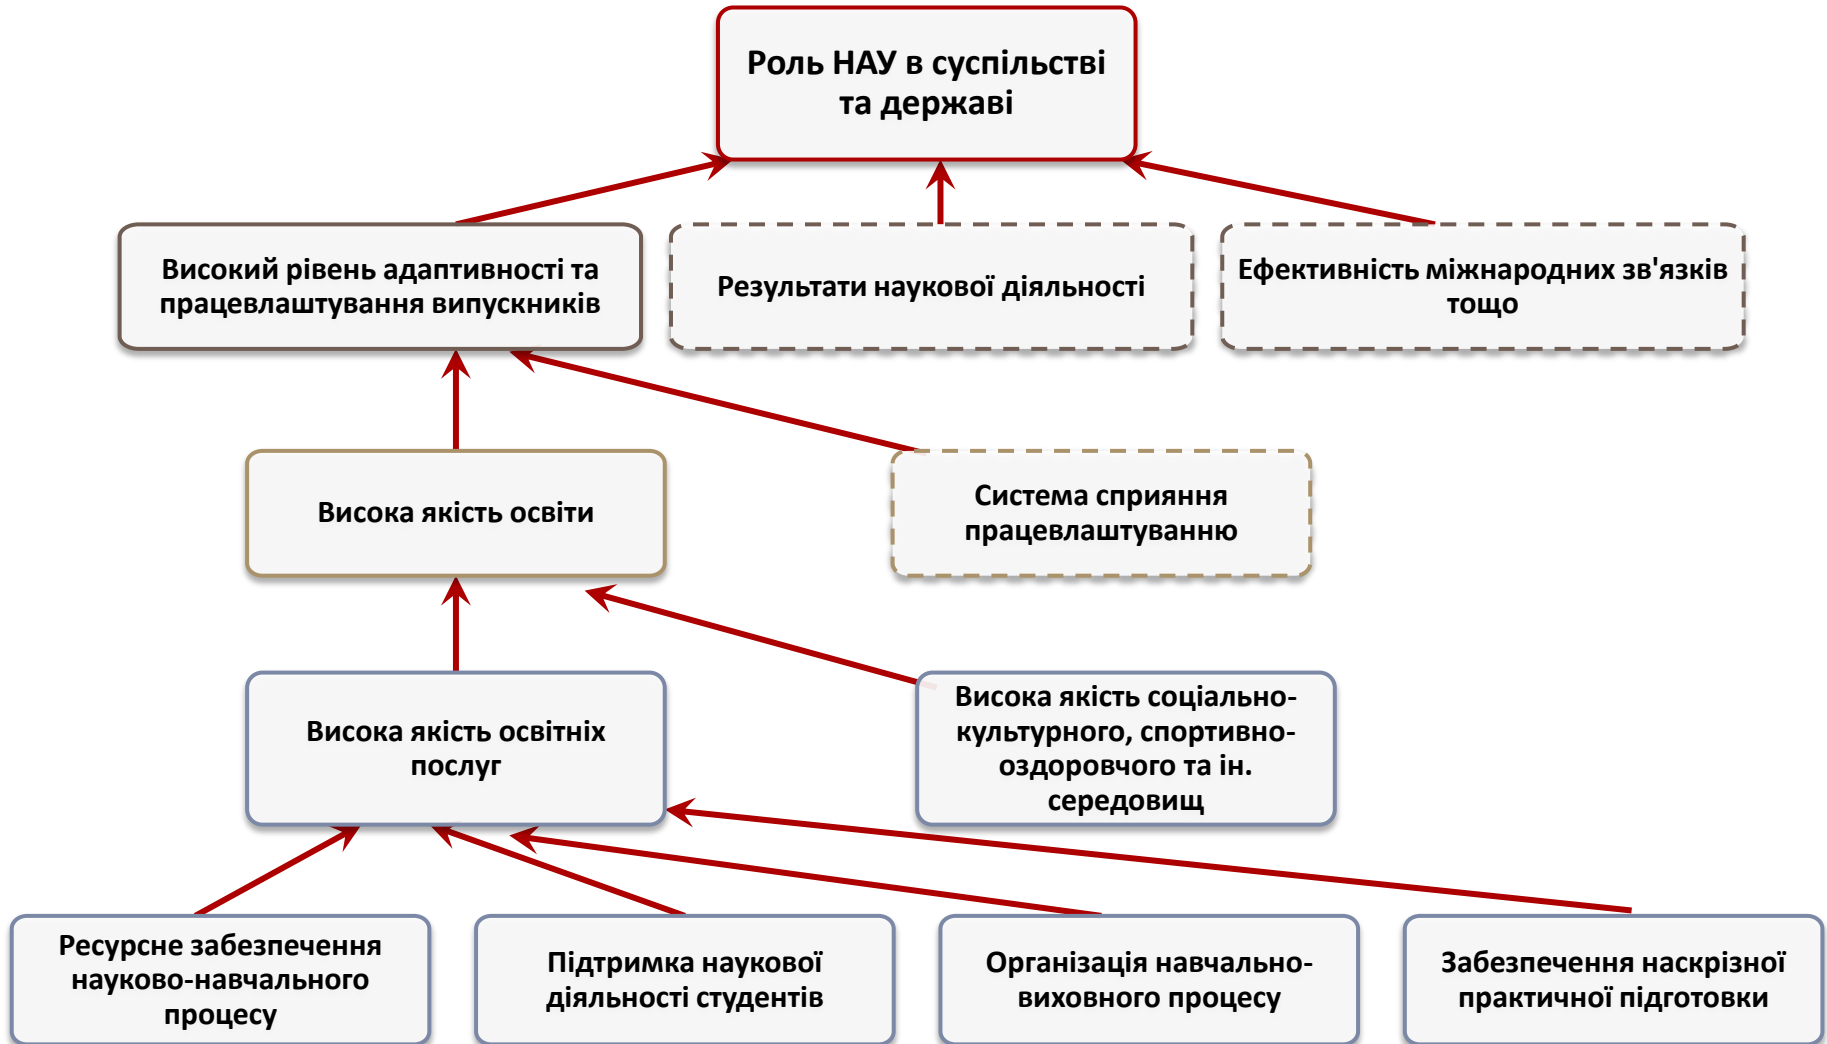 Роль НАУ в суспільстві
та державі
Високий рівень адаптивності та
працевлаштування випускників
Результати наукової діяльності
Ефективність міжнародних зв'язків
тощо
Висока якість освіти
Система сприяння
працевлаштуванню
Висока якість освітніх
послуг
Висока якість соціально-
культурного, спортивно-
оздоровчого та ін.
середовищ
Ресурсне забезпечення
науково-навчального
процесу
Підтримка наукової
діяльності студентів
Організація навчально-
виховного процесу
Забезпечення наскрізної
практичної підготовки